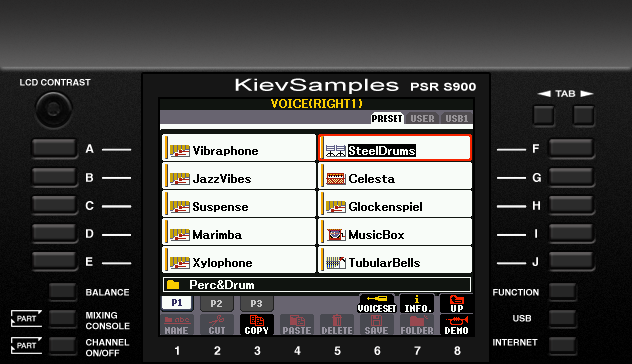 KievSamples PSR S900
LCD CONTRAST
◄ TAB ►
VOICE(RIGHT1)
PRESET USER USB1
A Vibraphone SteelDrums F
B JazzVibes Celesta G
C Suspense Glockenspiel H
D Marimba MusicBox I
E Xylophone TubularBells J
Perc&Drum
BALANCE P1 P2 P3 VOICESET INFO. UP FUNCTION
PART MIXING CONSOLE NAME CUT COPY PASTE DELETE SAVE FOLDER DEMO USB
PART CHANNEL ON/OFF INTERNET
1 2 3 4 5 6 7 8